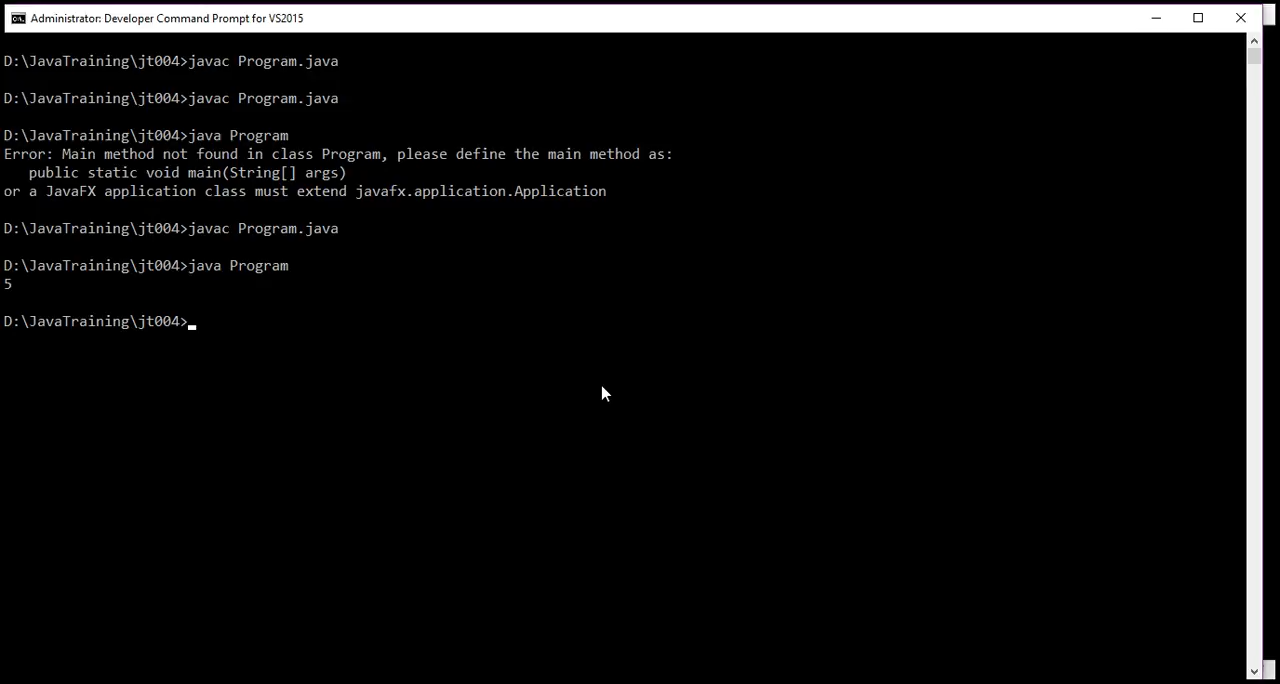 Administrator: Developer Command Prompt for VS2015
D:\JavaTraining\jt004>javac Program.java
D:\JavaTraining\jt004>javac Program.java
D:\JavaTraining\jt004>java Program
Error: Main method not found in class Program, please define the main method as:
   public static void main(String[] args)
or a JavaFX application class must extend javafx.application.Application
D:\JavaTraining\jt004>javac Program.java
D:\JavaTraining\jt004>java Program
5
D:\JavaTraining\jt004>